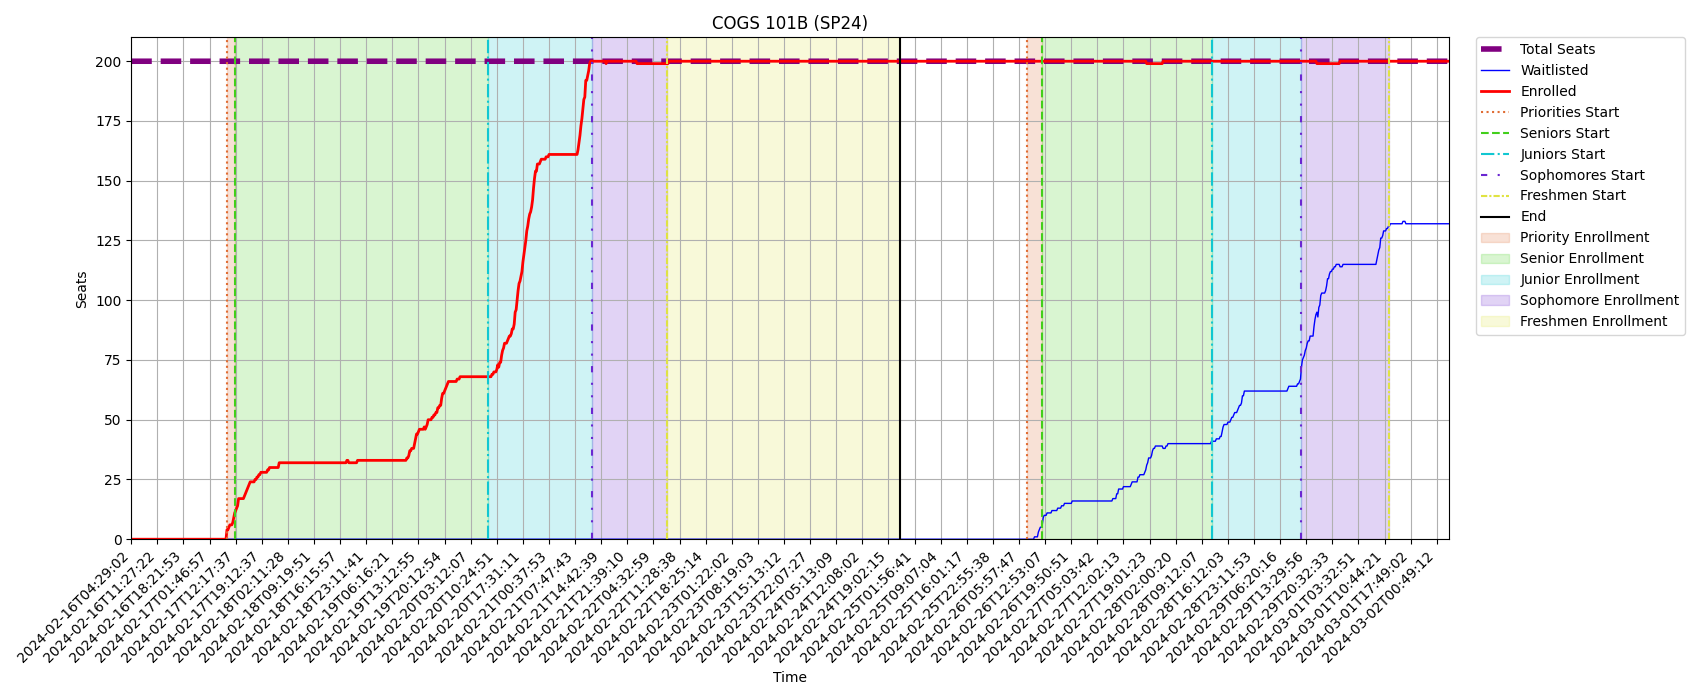 COGS 101B (SP24)
Seats
200
175
150
125
100
75
50
25
0
2024-02-16T04:29:02
2024-02-16T11:27:22
2024-02-16T18:21:53
2024-02-17T01:46:57
2024-02-17T12:17:37
2024-02-17T19:12:37
2024-02-18T02:11:28
2024-02-18T09:19:51
2024-02-18T16:15:57
2024-02-18T23:11:41
2024-02-19T06:16:21
2024-02-19T13:12:55
2024-02-19T20:12:54
2024-02-20T03:12:07
2024-02-20T10:24:51
2024-02-20T17:31:11
2024-02-21T00:37:53
2024-02-21T07:47:43
2024-02-21T14:42:39
2024-02-21T21:39:10
2024-02-22T04:32:59
2024-02-22T11:28:38
2024-02-22T18:25:14
2024-02-23T01:22:02
2024-02-23T08:19:03
2024-02-23T15:13:12
2024-02-23T22:07:27
2024-02-24T05:13:09
2024-02-24T12:08:02
2024-02-24T19:02:15
2024-02-25T01:56:41
2024-02-25T09:07:04
2024-02-25T16:01:17
2024-02-25T22:55:38
2024-02-26T05:57:47
2024-02-26T12:53:07
2024-02-26T19:50:51
2024-02-27T05:03:42
2024-02-27T12:02:13
2024-02-27T19:01:23
2024-02-28T02:00:20
2024-02-28T09:12:07
2024-02-28T16:12:03
2024-02-28T23:11:53
2024-02-29T06:20:16
2024-02-29T13:29:56
2024-02-29T20:32:33
2024-03-01T03:32:51
2024-03-01T10:44:21
2024-03-01T17:49:02
2024-03-02T00:49:12
Time
Total Seats
Waitlisted
Enrolled
Priorities Start
Seniors Start
Juniors Start
Sophomores Start
Freshmen Start
End
Priority Enrollment
Senior Enrollment
Junior Enrollment
Sophomore Enrollment
Freshmen Enrollment